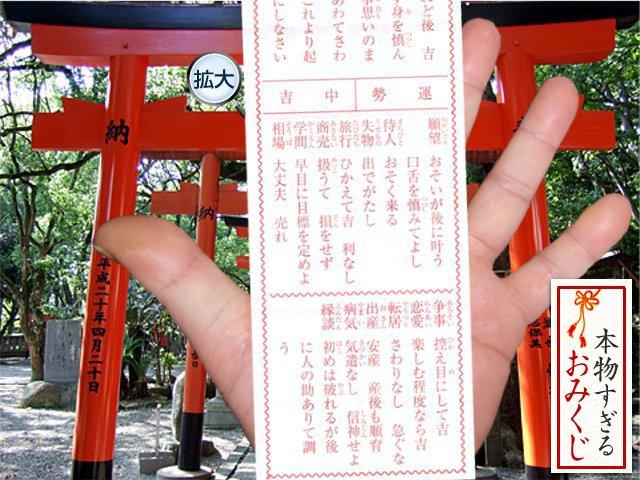 拡大
ど後 吉
す身を慎ん
事思いのま
あわてさわ
これより起
にしなさい
運勢 中吉
願望 おそいが後に叶う
口舌を慎みてよし
待人 おそく来る
失物 出でがたし
旅行 ひかえて吉 利なし
商売 扱うて 損をせず
学問 早目に目標を定めよ
相場 大丈夫 売れ
争事 控え目にして吉
恋愛 楽しむ程度なら吉
転居 さわりなし 急ぐな
出産 安産 産後も順育
病気 気遣なし 信神せよ
縁談 初めは破れるが後
に人の助ありて調
う
納
平成二十年四月二十日
納
本物すぎる
おみくじ